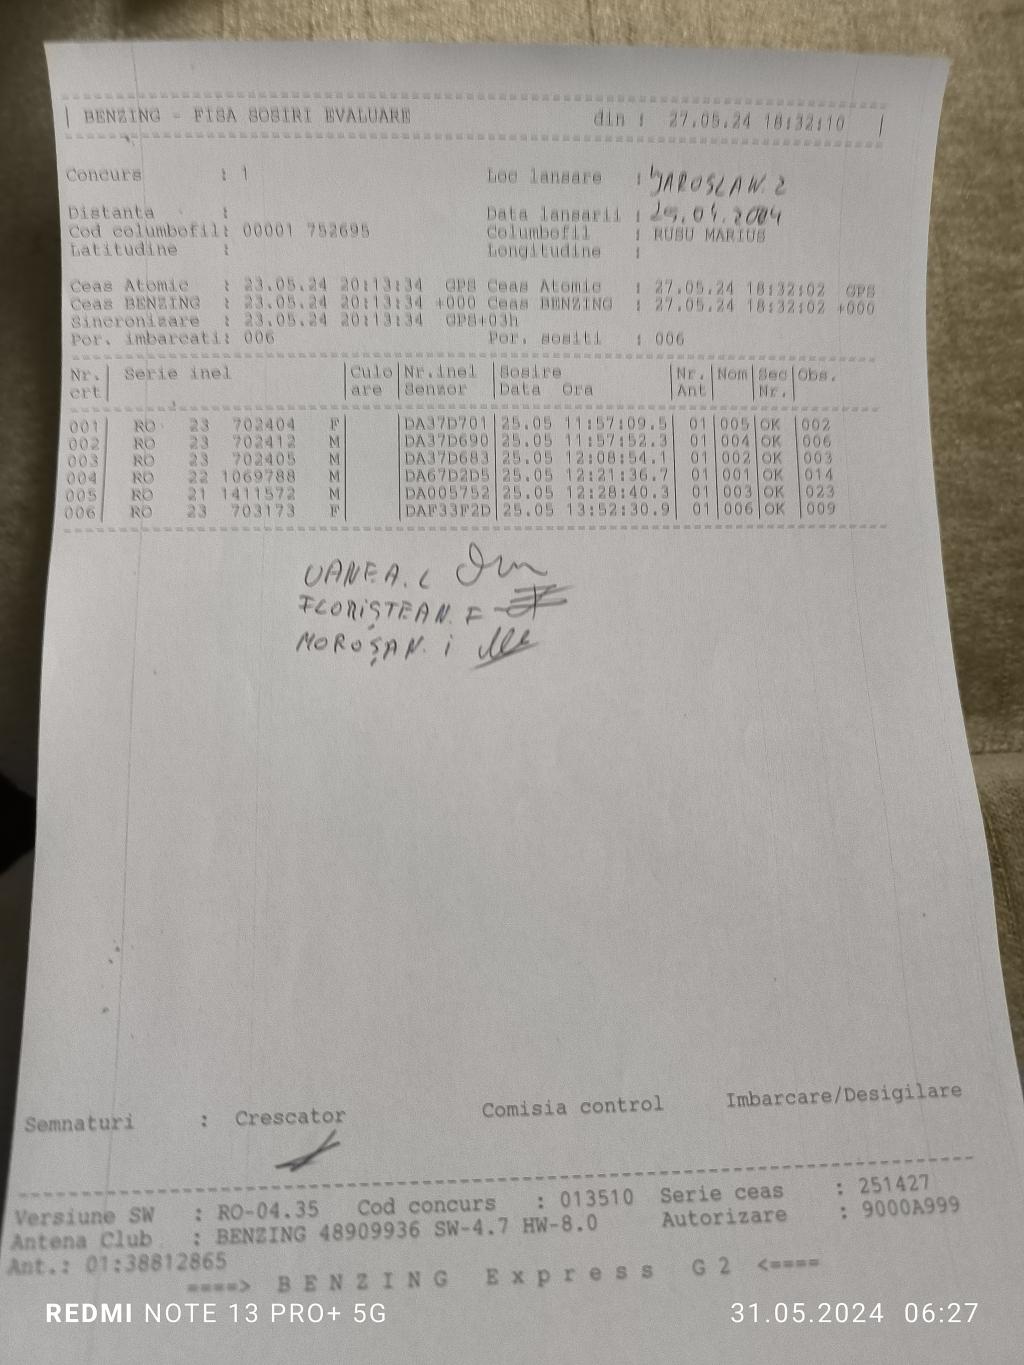 BENZING - FISA SOSIRI EVALUARE din : 27.05.24 18:32:10
Concurs : 1 Loc lansare : YAROSLAW. 2
Distanta : Data lansarii :
Cod columbofil: 00001 752695 Columbofil : RUSU MARIUS
Latitudine : Longitudine :
Ceas Atomic : 23.05.24 20:13:34 GPS Ceas Atomic : 27.05.24 18:32:02 GPS
Ceas BENZING : 23.05.24 20:13:34 +000 Ceas BENZING : 27.05.24 18:32:02 +000
Sincronizare : 23.05.24 20:13:34 GPS+03h
Por. imbarcati: 006 Por. sositi : 006
Nr. | Serie inel | Culo | Nr.inel | Sosire | Nr. | Nom | Sec | Obs.
crt | | are | Senzor | Data Ora | Ant | | Nr. |
001 | RO 23 702404 F | | DA37D701 | 25.05 11:57:09.5 | 01 | 005 | OK | 002
002 | RO 23 702412 M | | DA37D690 | 25.05 11:57:52.3 | 01 | 004 | OK | 006
003 | RO 23 702405 M | | DA37D683 | 25.05 12:08:54.1 | 01 | 002 | OK | 003
004 | RO 22 1069788 M | | DA67D2D5 | 25.05 12:21:36.7 | 01 | 001 | OK | 014
005 | RO 21 1411572 M | | DA005752 | 25.05 12:28:40.3 | 01 | 003 | OK | 023
006 | RO 23 703173 F | | DAF33F2D | 25.05 13:52:30.9 | 01 | 006 | OK | 009
FLORIȘTEAN. F
MOROȘAN. i
Semnaturi : Crescator Comisia control Imbarcare/Desigilare
Versiune SW : RO-04.35 Cod concurs : 013510 Serie ceas : 251427
Antena Club : BENZING 48909936 SW-4.7 HW-8.0 Autorizare : 9000A999
Ant.: 01:38812865
====> B E N Z I N G E x p r e s s G 2 <====
REDMI NOTE 13 PRO+ 5G 31.05.2024 06:27